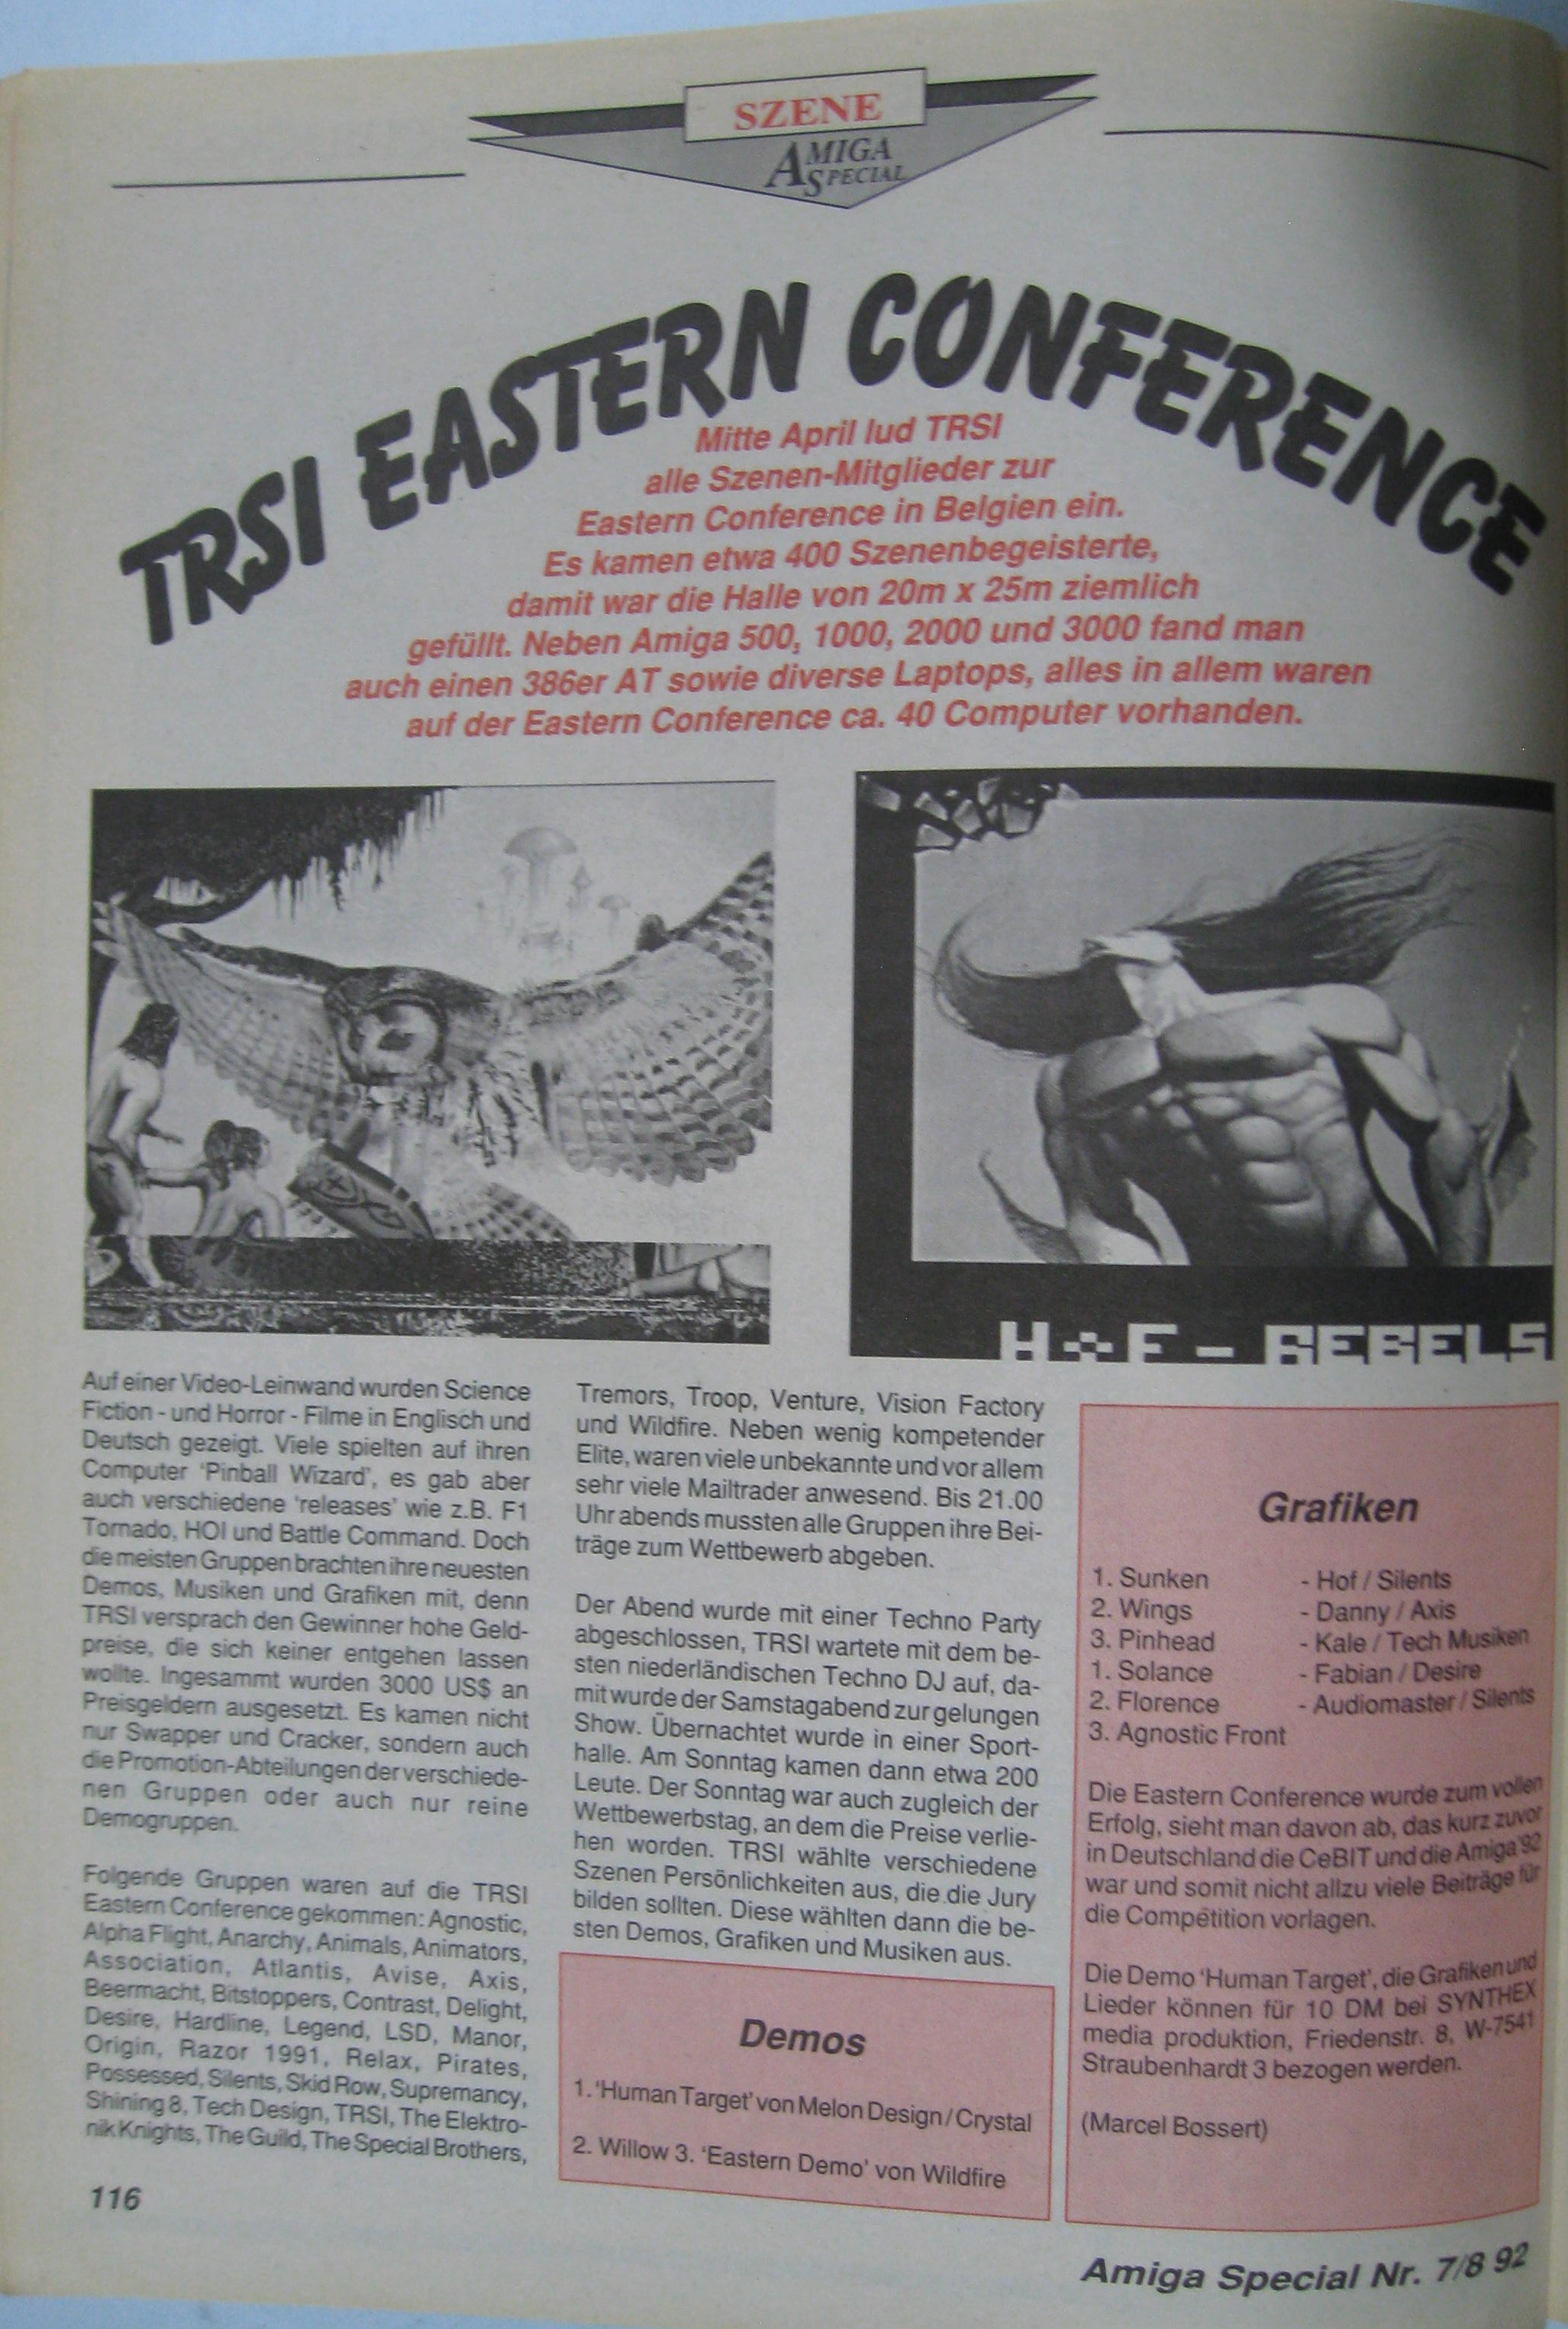 SZENE
AMIGA
SPECIAL
TRSI EASTERN CONFERENCE
Mitte April lud TRSI
alle Szenen-Mitglieder zur
Eastern Conference in Belgien ein.
Es kamen etwa 400 Szenenbegeisterte,
damit war die Halle von 20m x 25m ziemlich
gefüllt. Neben Amiga 500, 1000, 2000 und 3000 fand man
auch einen 386er AT sowie diverse Laptops, alles in allem waren
auf der Eastern Conference ca. 40 Computer vorhanden.
Auf einer Video-Leinwand wurden Science
Fiction - und Horror - Filme in Englisch und
Deutsch gezeigt. Viele spielten auf ihren
Computer 'Pinball Wizard', es gab aber
auch verschiedene 'releases' wie z.B. F1
Tornado, HOI und Battle Command. Doch
die meisten Gruppen brachten ihre neuesten
Demos, Musiken und Grafiken mit, denn
TRSI versprach den Gewinner hohe Geld-
preise, die sich keiner entgehen lassen
wollte. Ingesammt wurden 3000 US$ an
Preisgeldern ausgesetzt. Es kamen nicht
nur Swapper und Cracker, sondern auch
die Promotion-Abteilungen der verschiede-
nen Gruppen oder auch nur reine
Demogruppen.
Folgende Gruppen waren auf die TRSI
Eastern Conference gekommen: Agnostic,
Alpha Flight, Anarchy, Animals, Animators,
Association, Atlantis, Avise, Axis,
Beermacht, Bitstoppers, Contrast, Delight,
Desire, Hardline, Legend, LSD, Manor,
Origin, Razor 1991, Relax, Pirates,
Possessed, Silents, Skid Row, Supremancy,
Shining 8, Tech Design, TRSI, The Elektro-
nik Knights, The Guild, The Special Brothers,
H F - REBELS
Tremors, Troop, Venture, Vision Factory
und Wildfire. Neben wenig kompetender
Elite, waren viele unbekannte und vor allem
sehr viele Mailtrader anwesend. Bis 21.00
Uhr abends mussten alle Gruppen ihre Bei-
träge zum Wettbewerb abgeben.
Der Abend wurde mit einer Techno Party
abgeschlossen, TRSI wartete mit dem be-
sten niederländischen Techno DJ auf, da-
mit wurde der Samstagabend zur gelungen
Show. Übernachtet wurde in einer Sport-
halle. Am Sonntag kamen dann etwa 200
Leute. Der Sonntag war auch zugleich der
Wettbewerbstag, an dem die Preise verlie-
hen worden. TRSI wählte verschiedene
Szenen Persönlichkeiten aus, die die Jury
bilden sollten. Diese wählten dann die be-
sten Demos, Grafiken und Musiken aus.
Demos
1. 'Human Target' von Melon Design / Crystal
2. Willow 3. 'Eastern Demo' von Wildfire
Grafiken
1. Sunken - Hof / Silents
2. Wings - Danny / Axis
3. Pinhead - Kale / Tech Musiken
1. Solance - Fabian / Desire
2. Florence - Audiomaster / Silents
3. Agnostic Front
Die Eastern Conference wurde zum vollen
Erfolg, sieht man davon ab, das kurz zuvor
in Deutschland die CeBIT und die Amiga'92
war und somit nicht allzu viele Beiträge für
die Competition vorlagen.
Die Demo 'Human Target', die Grafiken und
Lieder können für 10 DM bei SYNTHEX
media produktion, Friedenstr. 8, W-7541
Straubenhardt 3 bezogen werden.
(Marcel Bossert)
116
Amiga Special Nr. 7/8 92